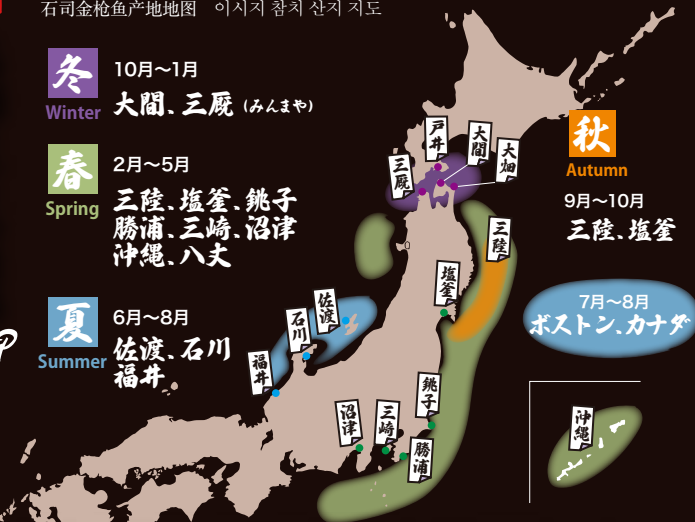 石司金枪鱼产地地图 이시지 참치 산지 지도
冬
Winter
10月〜1月
大間、三厩(みんまや)
春
Spring
2月〜5月
三陸、塩釜、銚子
勝浦、三崎、沼津
沖縄、八丈
夏
Summer
6月〜8月
佐渡、石川
福井
秋
Autumn
9月〜10月
三陸、塩釜
7月〜8月
ボストン、カナダ
戸井
大間
大畑
三厩
三陸
塩釜
佐渡
石川
福井
銚子
沼津
三崎
勝浦
沖縄